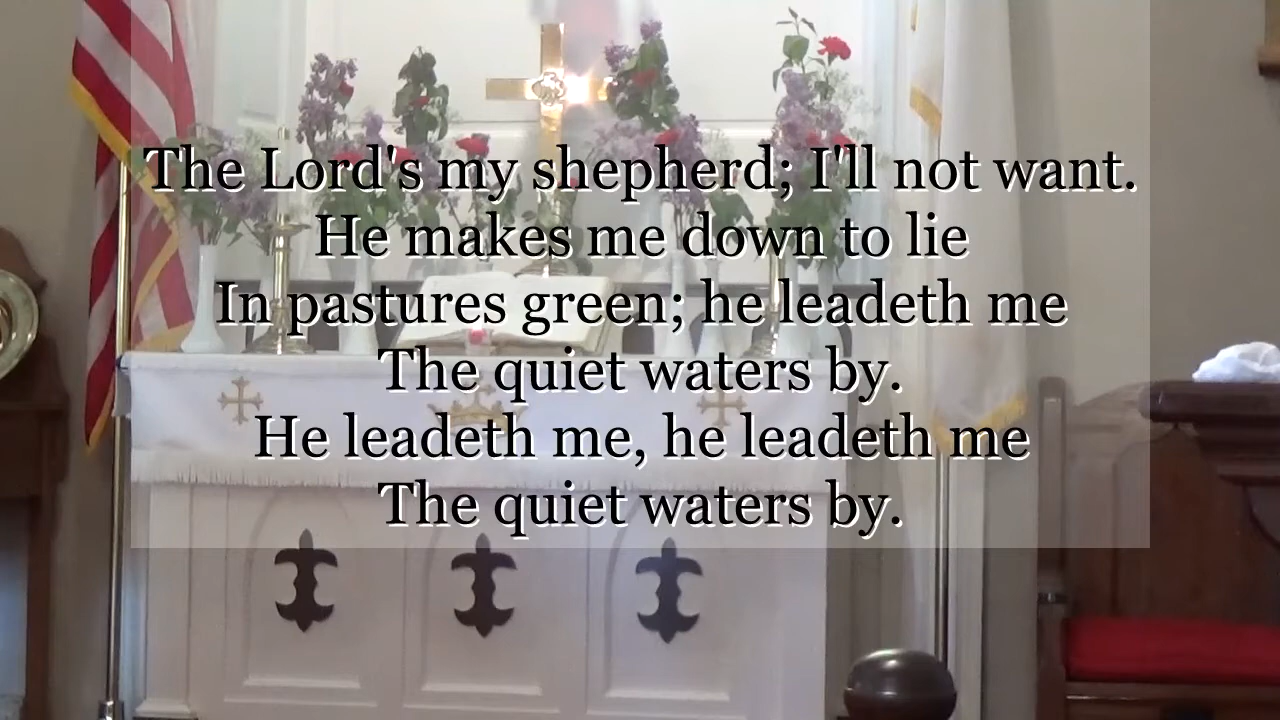 The Lord's my shepherd; I'll not want.
He makes me down to lie
In pastures green; he leadeth me
The quiet waters by.
He leadeth me, he leadeth me
The quiet waters by.